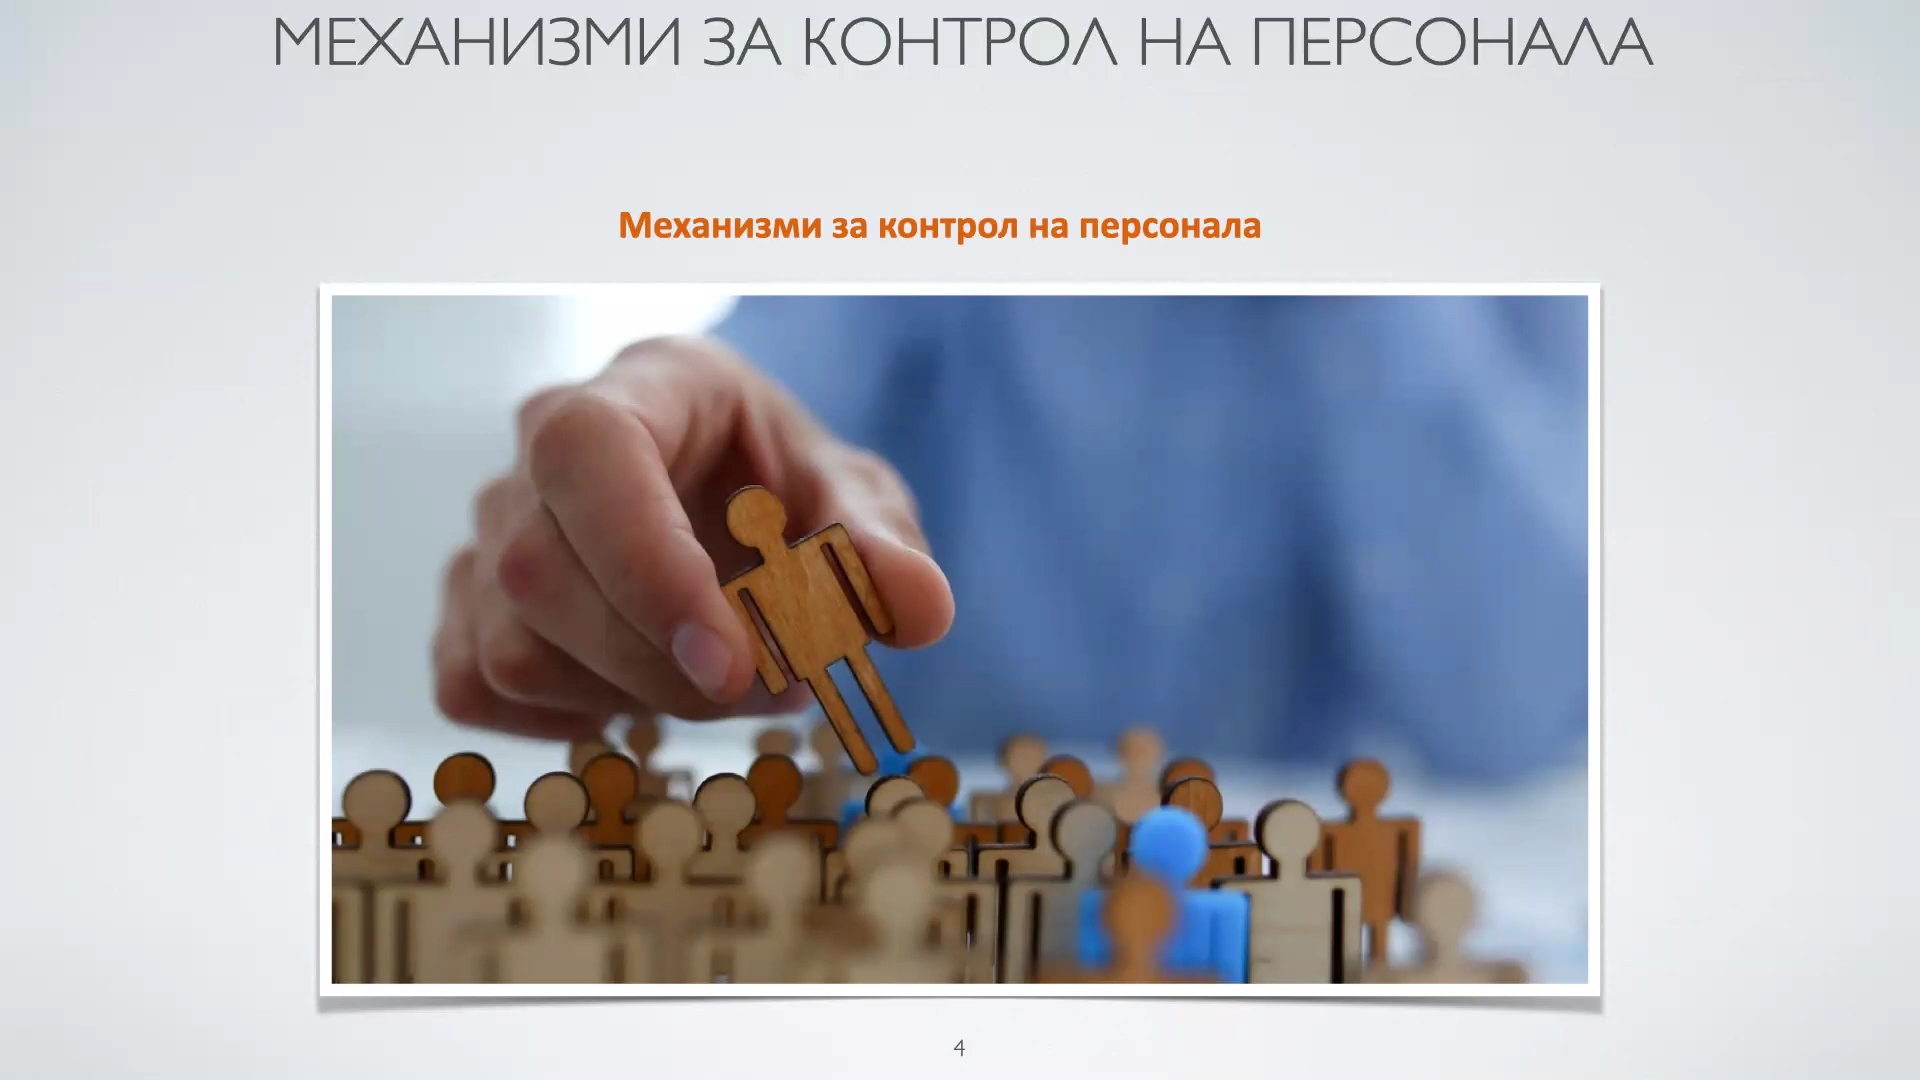 МЕХАНИЗМИ ЗА КОНТРОЛ НА ПЕРСОНАЛА
Механизми за контрол на персонала
4